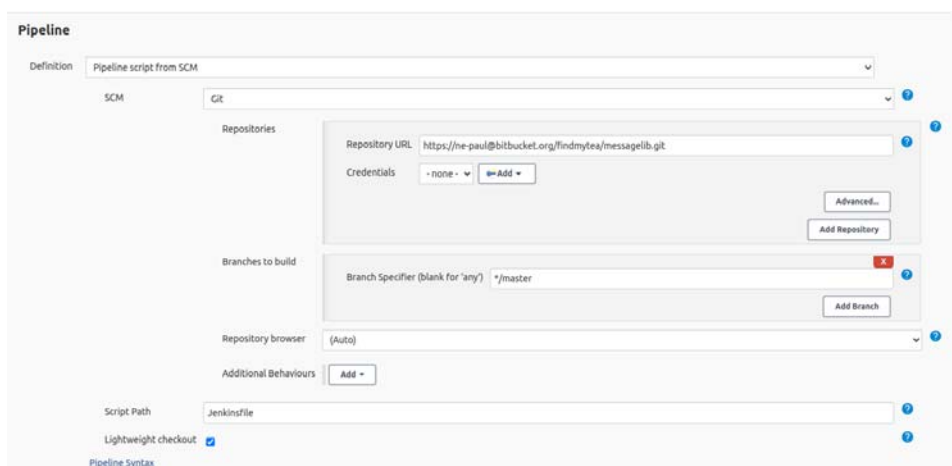 Pipeline
Definition Pipeline script from SCM
SCM Git
Repositories
Repository URL https://ne-paul@bitbucket.org/findmytea/messagelib.git
Credentials - none - Add
Advanced...
Add Repository
Branches to build
X
Branch Specifier (blank for 'any') */master
Add Branch
Repository browser (Auto)
Additional Behaviours Add
Script Path Jenkinsfile
Lightweight checkout
Pipeline Syntax